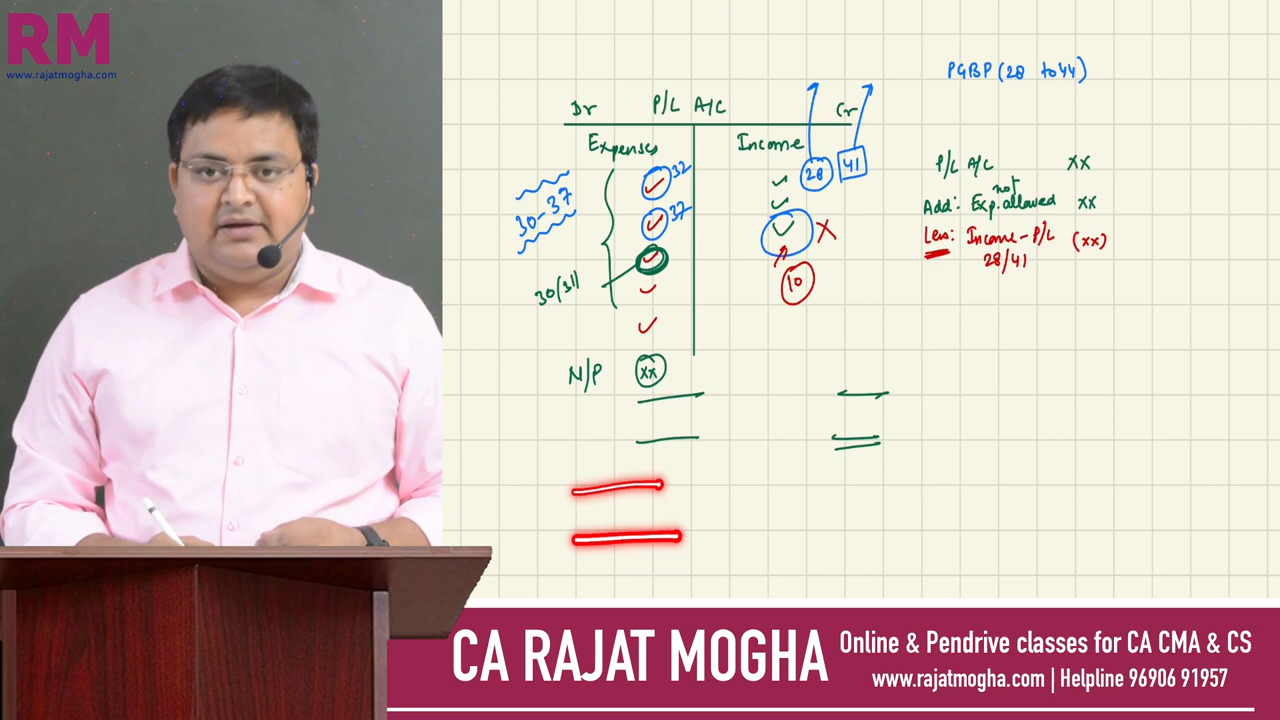 RM
www.rajatmogha.com
PGBP (28 to 44)
Dr P/L A/C Cr
Expenses Income
32
28 41
30-37
37
X
30/31
10
N/P xx
P/L A/C xx
not
Add: Exp. allowed xx
Less: Income - P/L (xx)
28/41
CA RAJAT MOGHA
Online & Pendrive classes for CA CMA & CS
www.rajatmogha.com | Helpline 96906 91957